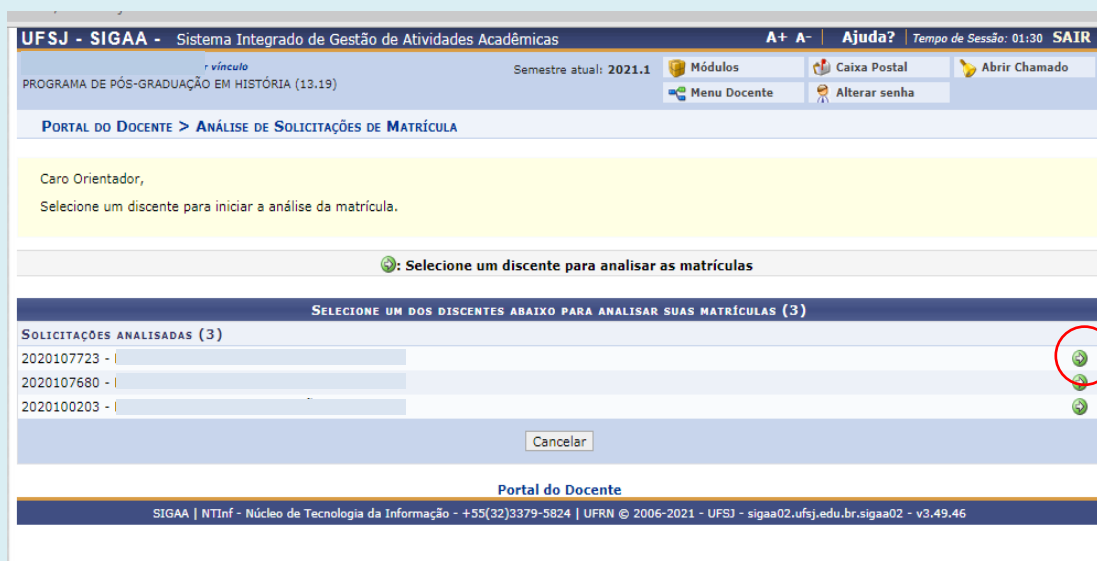 UFSJ - SIGAA - Sistema Integrado de Gestão de Atividades Acadêmicas A+ A- | Ajuda? | Tempo de Sessão: 01:30 SAIR
vínculo Semestre atual: 2021.1 Módulos Caixa Postal Abrir Chamado
PROGRAMA DE PÓS-GRADUAÇÃO EM HISTÓRIA (13.19) Menu Docente Alterar senha
PORTAL DO DOCENTE > ANÁLISE DE SOLICITAÇÕES DE MATRÍCULA
Caro Orientador,
Selecione um discente para iniciar a análise da matrícula.
: Selecione um discente para analisar as matrículas
SELECIONE UM DOS DISCENTES ABAIXO PARA ANALISAR SUAS MATRÍCULAS (3)
SOLICITAÇÕES ANALISADAS (3)
2020107723 -
2020107680 -
2020100203 -
Cancelar
Portal do Docente
SIGAA | NTInf - Núcleo de Tecnologia da Informação - +55(32)3379-5824 | UFRN © 2006-2021 - UFSJ - sigaa02.ufsj.edu.br.sigaa02 - v3.49.46